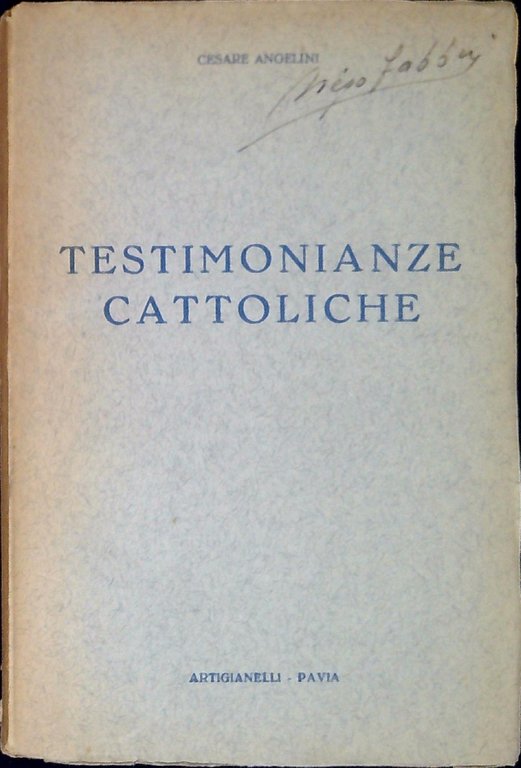 CESARE ANGELINI
TESTIMONIANZE
CATTOLICHE
ARTIGIANELLI - PAVIA